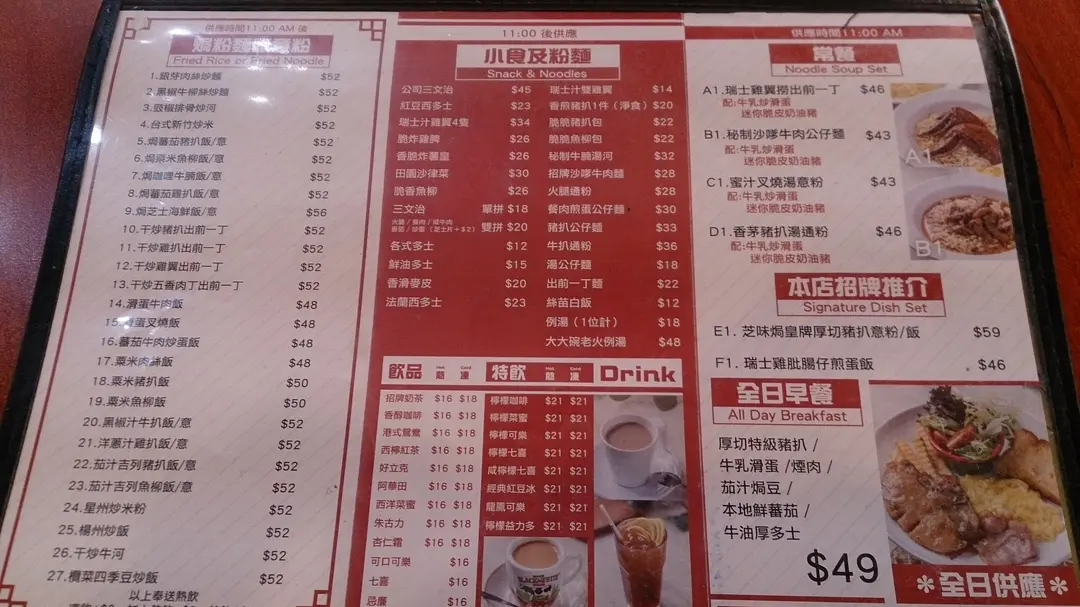 供應時間11:00 AM 後
焗粉麵
Fried Rice or Fried Noodle
1.銀芽肉絲炒麵 $52
2.黑椒牛柳絲炒麵 $52
3.豉椒排骨炒河 $52
4.台式新竹炒米 $52
5.焗蕃茄豬扒飯/意 $52
6.焗粟米魚柳飯/意 $52
7.焗咖喱牛腩飯/意 $52
8.焗蕃茄雞扒飯/意 $52
9.焗芝士海鮮飯/意 $56
10.干炒豬扒出前一丁 $52
11.干炒雞扒出前一丁 $52
12.干炒雞翼出前一丁 $52
13.干炒五香肉丁出前一丁 $52
14.滑蛋牛肉飯 $48
15.滑蛋叉燒飯 $48
16.蕃茄牛肉炒蛋飯 $48
17.粟米肉絲飯 $48
18.粟米豬扒飯 $50
19.粟米魚柳飯 $50
20.黑椒汁牛扒飯/意 $52
21.洋蔥汁雞扒飯/意 $52
22.茄汁吉列豬扒飯/意 $52
23.茄汁吉列魚柳飯/意 $52
24.星州炒米粉 $52
25.楊州炒飯 $52
26.干炒牛河 $52
27.欖菜四季豆炒飯 $52
以上奉送熱飲
11:00 後供應
小食及粉麵
Snack & Noodles
公司三文治 $45
紅豆西多士 $23
瑞士汁雞翼4隻 $34
脆炸雞髀 $26
香脆炸薯皇 $26
田園沙律菜 $30
脆香魚柳 $26
三文治 單拼 $18
火腿 / 餐肉 / 咸牛肉
蕃茄 / 炒蛋 (芝士片+$2) 雙拼 $20
各式多士 $12
鮮油多士 $15
香滑麥皮 $20
法蘭西多士 $23
瑞士汁雙雞翼 $14
香煎豬扒1件 (淨食) $20
脆脆豬扒包 $22
脆脆魚柳包 $22
秘制牛腩湯河 $32
招牌沙嗲牛肉麵 $28
火腿通粉 $28
餐肉煎蛋公仔麵 $30
豬扒公仔麵 $33
牛扒通粉 $36
湯公仔麵 $18
出前一丁麵 $22
絲苗白飯 $12
例湯 (1位計) $18
大大碗老火例湯 $48
飲品 Hot 熱 Cord 凍
招牌奶茶 $16 $18
香醇咖啡 $16 $18
港式鴛鴦 $16 $18
西檸紅茶 $16 $18
好立克 $16 $18
阿華田 $16 $18
西洋菜蜜 $16 $18
朱古力 $16 $18
杏仁霜 $16 $18
可口可樂 $16
七喜 $16
忌廉 $16
特飲 Hot 熱 Cord 凍 Drink
檸檬咖啡 $21 $21
檸檬菜蜜 $21 $21
檸檬可樂 $21 $21
檸檬七喜 $21 $21
咸檸檬七喜 $21 $21
經典紅豆冰 $21 $21
龍鳳可樂 $21 $21
檸檬益力多 $21 $21
供應時間11:00 AM
常餐
Noodle Soup Set
A1.瑞士雞翼撈出前一丁 $46
配:牛乳炒滑蛋
迷你脆皮奶油豬
B1.秘制沙嗲牛肉公仔麵 $43
配:牛乳炒滑蛋
迷你脆皮奶油豬
C1.蜜汁叉燒湯意粉 $43
配:牛乳炒滑蛋
迷你脆皮奶油豬
D1.香茅豬扒湯通粉 $46
配:牛乳炒滑蛋
迷你脆皮奶油豬
A1
B1
本店招牌推介
Signature Dish Set
E1. 芝味焗皇牌厚切豬扒意粉/飯 $59
F1. 瑞士雞肶腸仔煎蛋飯 $46
全日早餐
All Day Breakfast
厚切特級豬扒 /
牛乳滑蛋 /煙肉 /
茄汁焗豆 /
本地鮮蕃茄 /
牛油厚多士
$49
*全日供應*